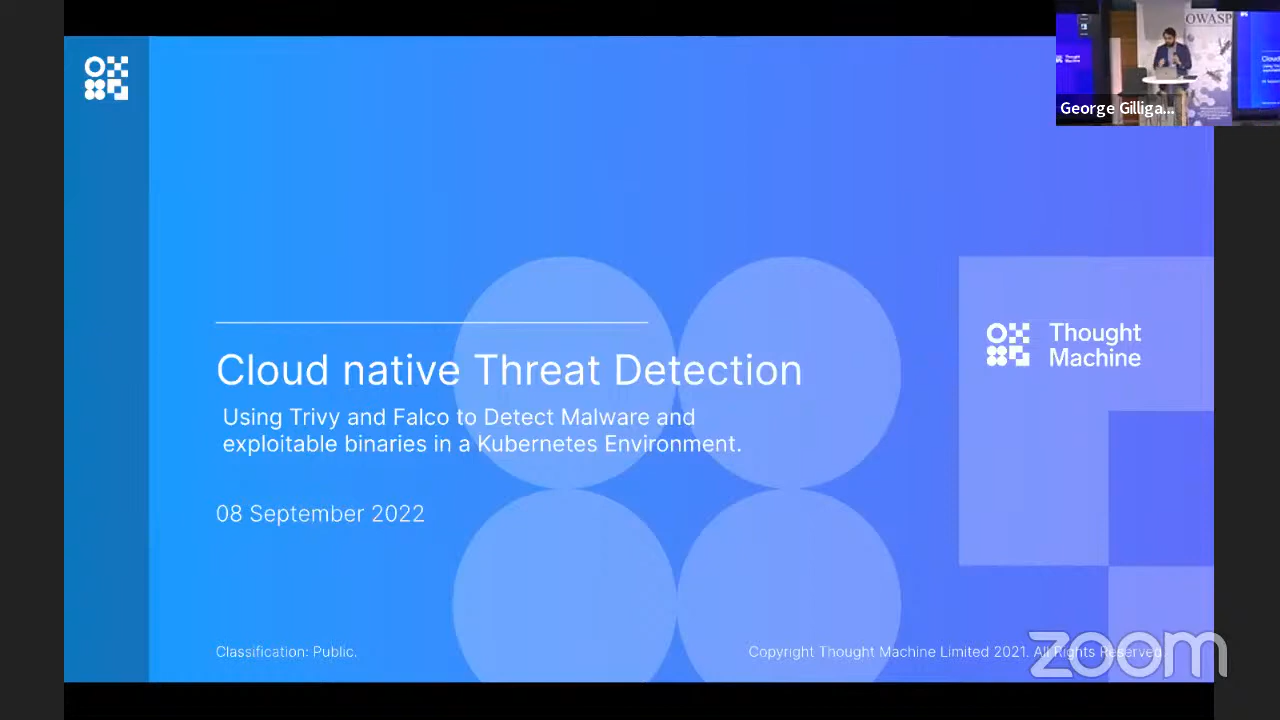 OWASP
George Gilliga...
Thought
Machine
Cloud native Threat Detection
Using Trivy and Falco to Detect Malware and
exploitable binaries in a Kubernetes Environment.
08 September 2022
Classification: Public.
Copyright Thought Machine Limited 2021. All Rights Reserved.
zoom